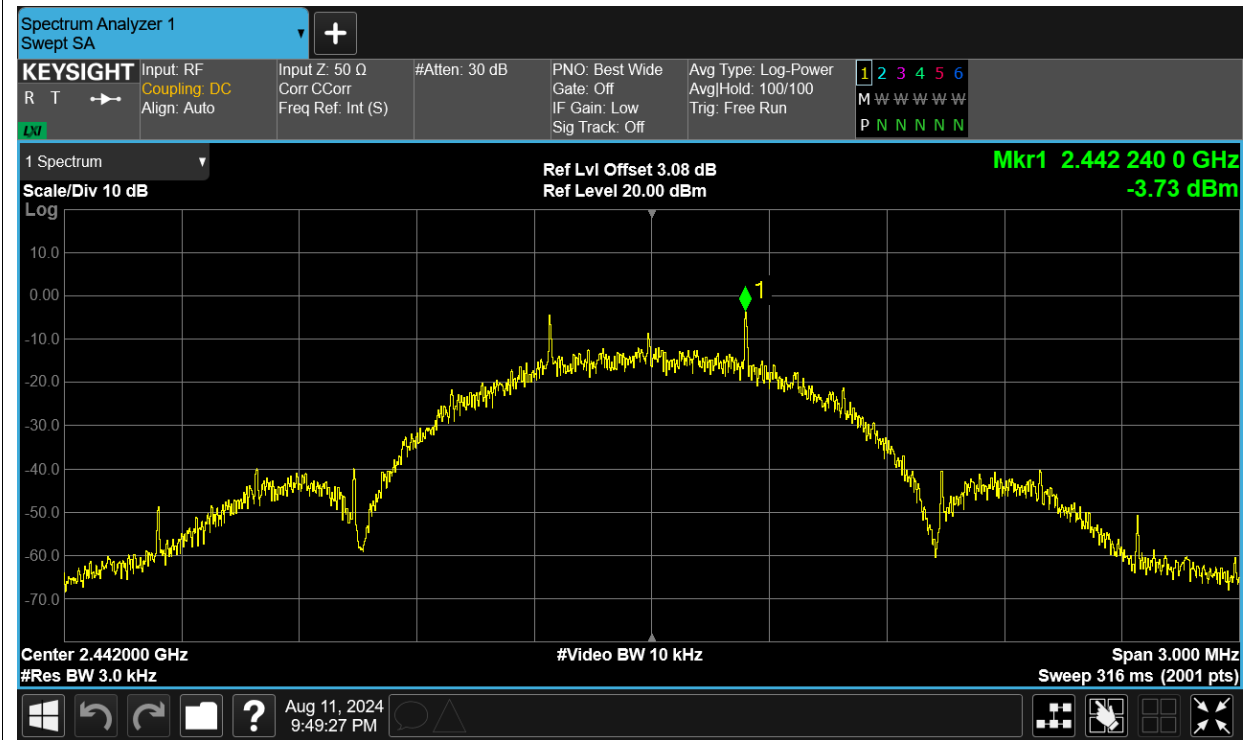 Spectrum Analyzer 1
Swept SA
+
KEYSIGHT
R T
LXI
Input: RF
Coupling: DC
Align: Auto
Input Z: 50 Ω
Corr CCorr
Freq Ref: Int (S)
#Atten: 30 dB
PNO: Best Wide
Gate: Off
IF Gain: Low
Sig Track: Off
Avg Type: Log-Power
Avg|Hold: 100/100
Trig: Free Run
1 2 3 4 5 6
M W W W W W
P N N N N N
1 Spectrum
Scale/Div 10 dB
Log
Ref Lvl Offset 3.08 dB
Ref Level 20.00 dBm
Mkr1 2.442 240 0 GHz
-3.73 dBm
10.0
0.00
1
-10.0
-20.0
-30.0
-40.0
-50.0
-60.0
-70.0
Center 2.442000 GHz
#Video BW 10 kHz
Span 3.000 MHz
#Res BW 3.0 kHz
Sweep 316 ms (2001 pts)
?
Aug 11, 2024
9:49:27 PM